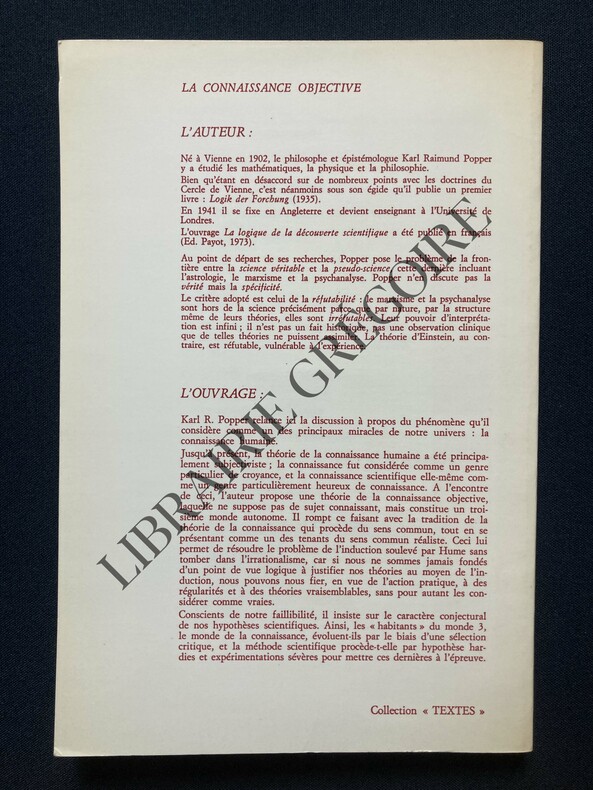 LA CONNAISSANCE OBJECTIVE
L'AUTEUR :
Né à Vienne en 1902, le philosophe et épistémologue Karl Raimund Popper
y a étudié les mathématiques, la physique et la philosophie.
Bien qu'étant en désaccord sur de nombreux points avec les doctrines du
Cercle de Vienne, c'est néanmoins sous son égide qu'il publie un premier
livre : Logik der Forchung (1935).
En 1941 il se fixe en Angleterre et devient enseignant à l'Université de
Londres.
L'ouvrage La logique de la découverte scientifique a été publié en français
(Ed. Payot, 1973).
Au point de départ de ses recherches, Popper pose le problème de la fron-
tière entre la science véritable et la pseudo-science cette dernière incluant
l'astrologie, le marxisme et la psychanalyse. Popper n'en discute pas la
vérité mais la spécificité.
Le critère adopté est celui de la réfutabilité : le marxisme et la psychanalyse
sont hors de la science précisément parce que par nature, par la structure
même de leurs théories, elles sont irréfutables. Leur pouvoir d'interpréta-
tion est infini ; il n'est pas un fait historique, pas une observation clinique
que de telles théories ne puissent assimiler. La théorie d'Einstein, au con-
traire, est réfutable, vulnérable à l'expérience.
L'OUVRAGE :
Karl R. Popper relance ici la discussion à propos du phénomène qu'il
considère comme un des principaux miracles de notre univers : la
connaissance humaine.
Jusqu'à présent, la théorie de la connaissance humaine a été principa-
lement subjectiviste ; la connaissance fut considérée comme un genre
particulier de croyance, et la connaissance scientifique elle-même com-
me un genre particulièrement heureux de connaissance. A l'encontre
de ceci, l'auteur propose une théorie de la connaissance objective,
laquelle ne suppose pas de sujet connaissant, mais constitue un troi-
sième monde autonome. Il rompt ce faisant avec la tradition de la
théorie de la connaissance qui procède du sens commun, tout en se
présentant comme un des tenants du sens commun réaliste. Ceci lui
permet de résoudre le problème de l'induction soulevé par Hume sans
tomber dans l'irrationalisme, car si nous ne sommes jamais fondés
d'un point de vue logique à justifier nos théories au moyen de l'in-
duction, nous pouvons nous fier, en vue de l'action pratique, à des
régularités et à des théories vraisemblables, sans pour autant les con-
sidérer comme vraies.
Conscients de notre faillibilité, il insiste sur le caractère conjectural
de nos hypothèses scientifiques. Ainsi, les « habitants » du monde 3,
le monde de la connaissance, évoluent-ils par le biais d'une sélection
critique, et la méthode scientifique procède-t-elle par hypothèse har-
dies et expérimentations sévères pour mettre ces dernières à l'épreuve.
Collection « TEXTES »
LIBRAIRIE GRÉGOIRE